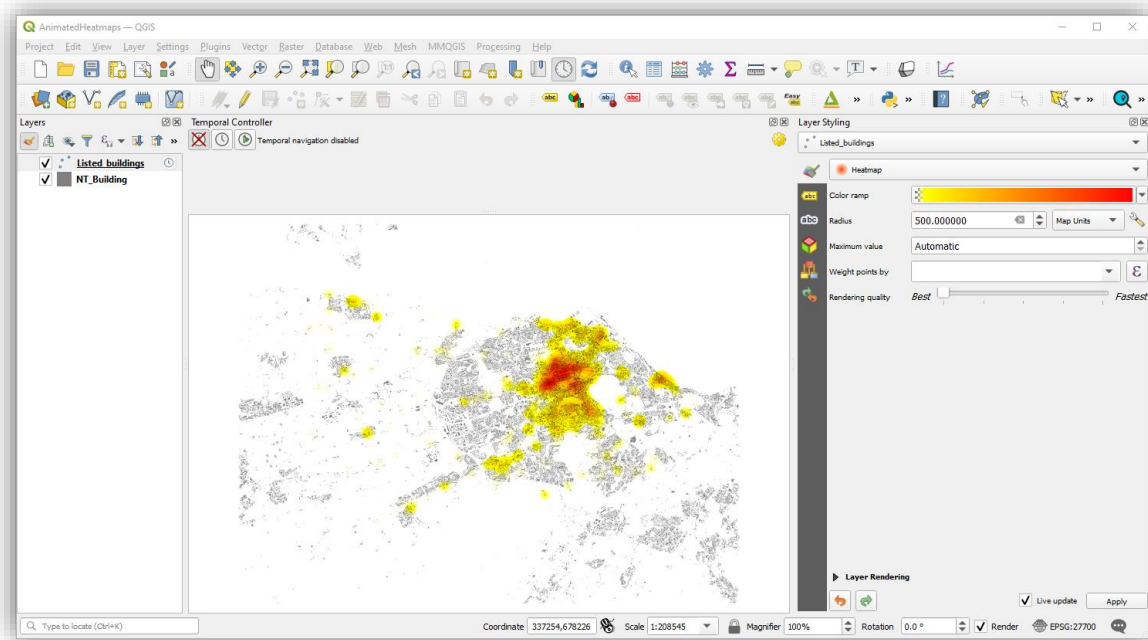 AnimatedHeatmaps — QGIS
Project Edit View Layer Settings Plugins Vector Raster Database Web Mesh MMQGIS Processing Help
Layers
Temporal Controller
Layer Styling
Temporal navigation disabled
Listed_buildings
Listed buildings
NT_Building
Heatmap
Color ramp
Radius 500.000000 Map Units
Maximum value Automatic
Weight points by
Rendering quality Best Fastest
Layer Rendering
Live update Apply
Type to locate (Ctrl+K) Coordinate 337254,678226 Scale 1:208545 Magnifier 100% Rotation 0.0 ° Render EPSG:27700